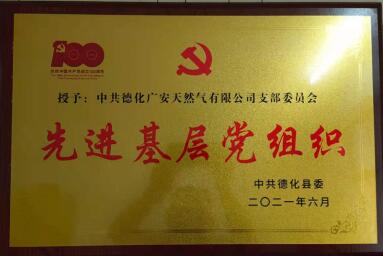 100
授予：中共德化广安天然气有限公司支部委员会
先进基层党组织
中共德化县委
二〇二一年六月